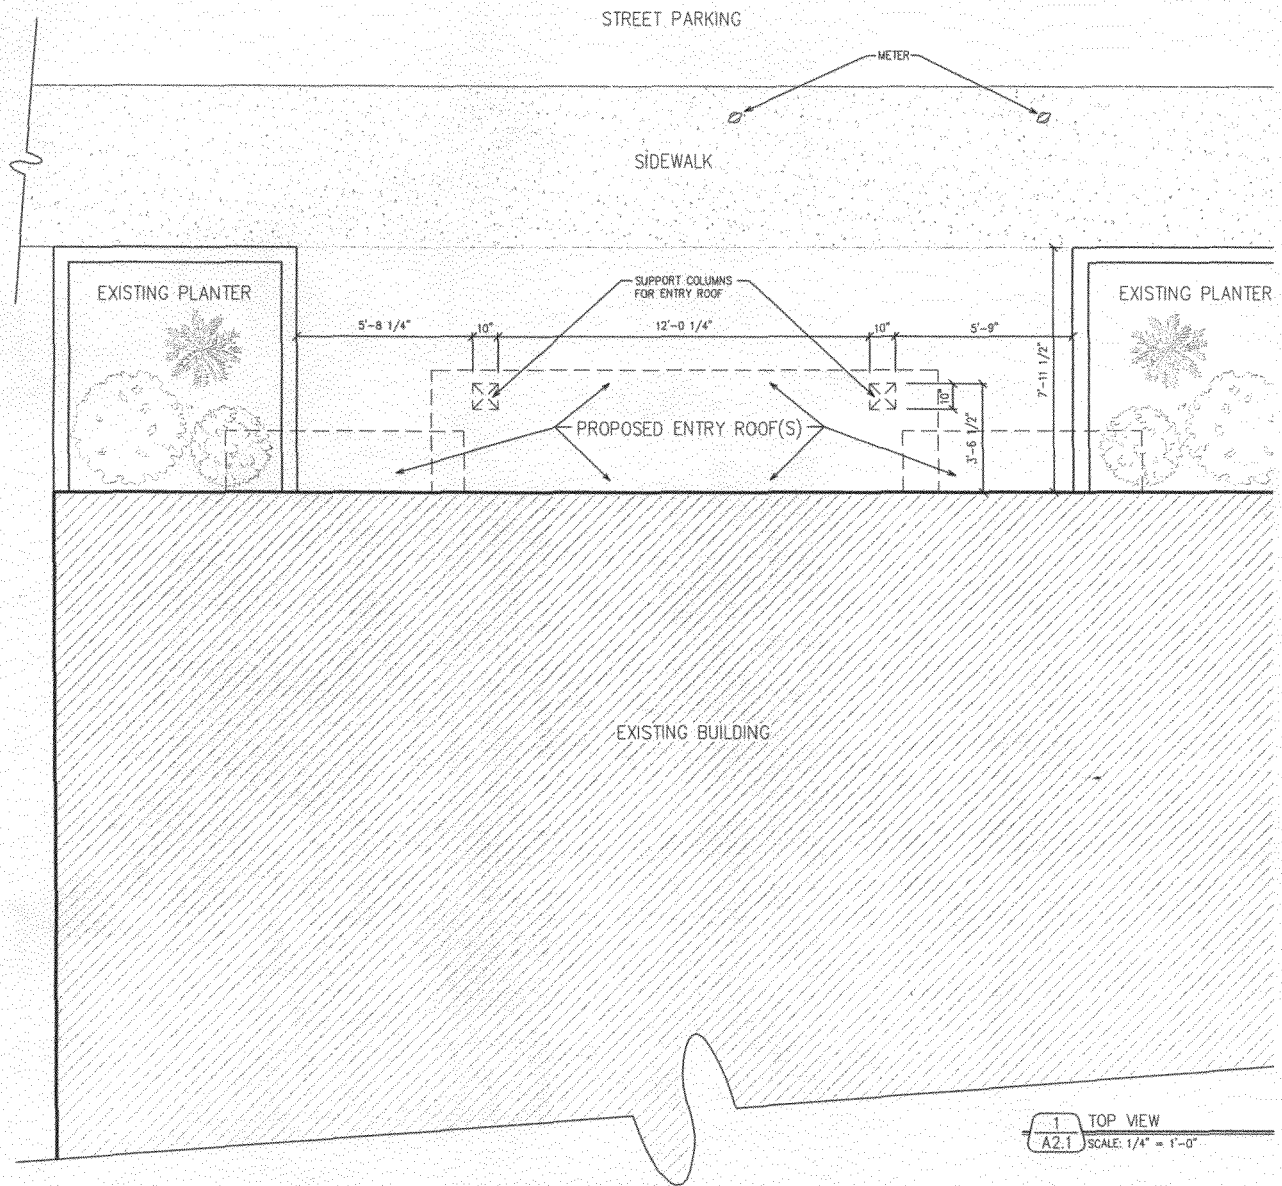 STREET PARKING
METER
SIDEWALK
EXISTING PLANTER
SUPPORT COLUMNS
FOR ENTRY ROOF
EXISTING PLANTER
5'-8 1/4"
10"
12'-0 1/4"
10"
5'-9"
7'-11 1/2"
10"
3'-6 1/2"
PROPOSED ENTRY ROOF(S)
EXISTING BUILDING
1
A2.1
TOP VIEW
SCALE: 1/4" = 1'-0"